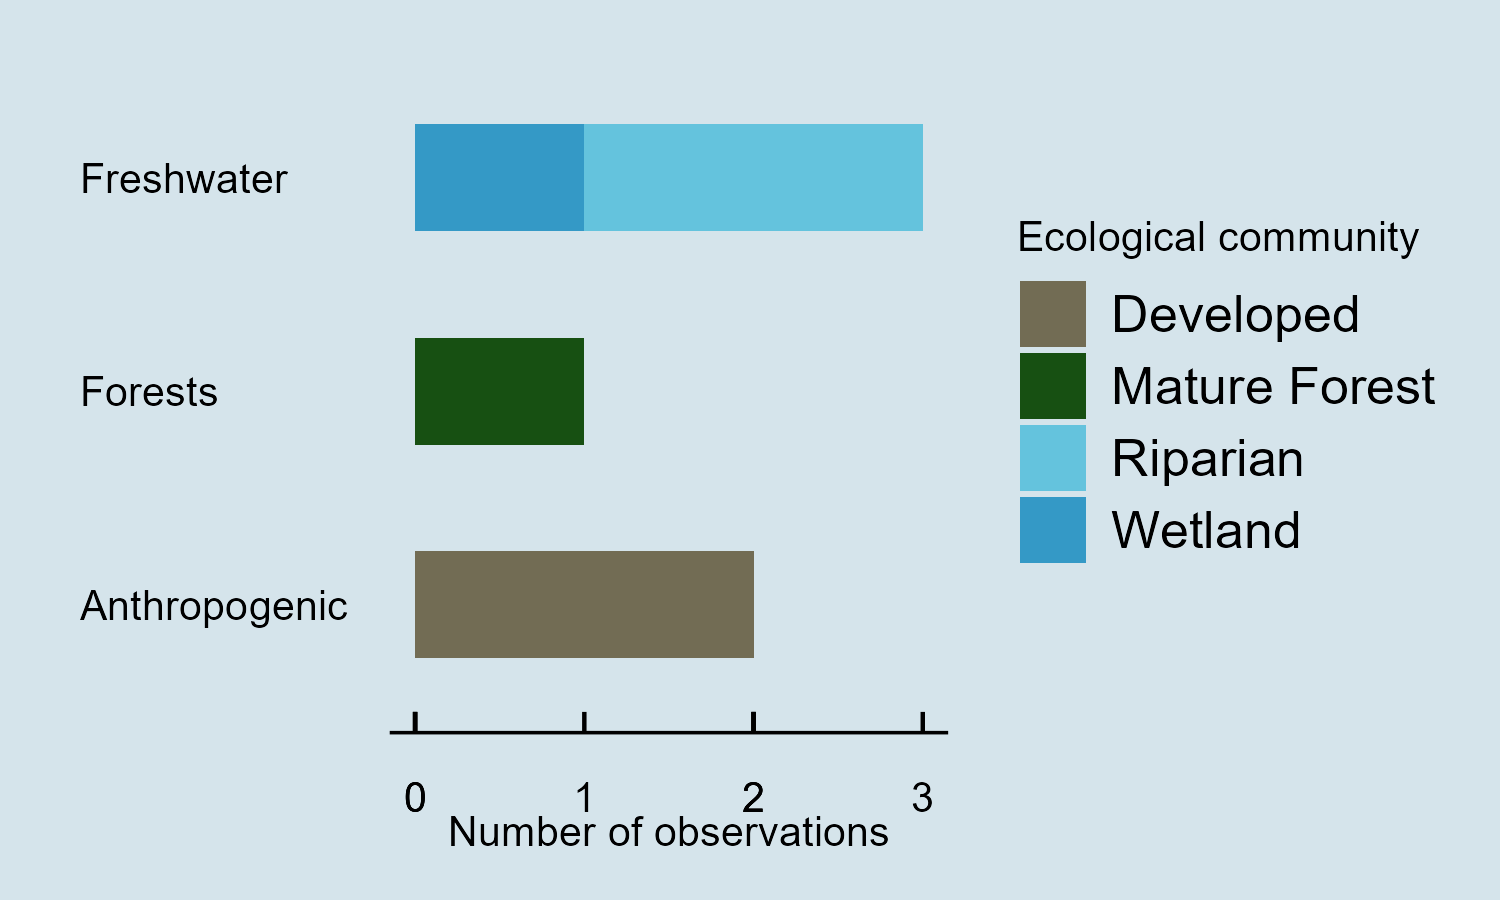 Freshwater
Forests
Anthropogenic
0 1 2 3
Number of observations
Ecological community
Developed
Mature Forest
Riparian
Wetland